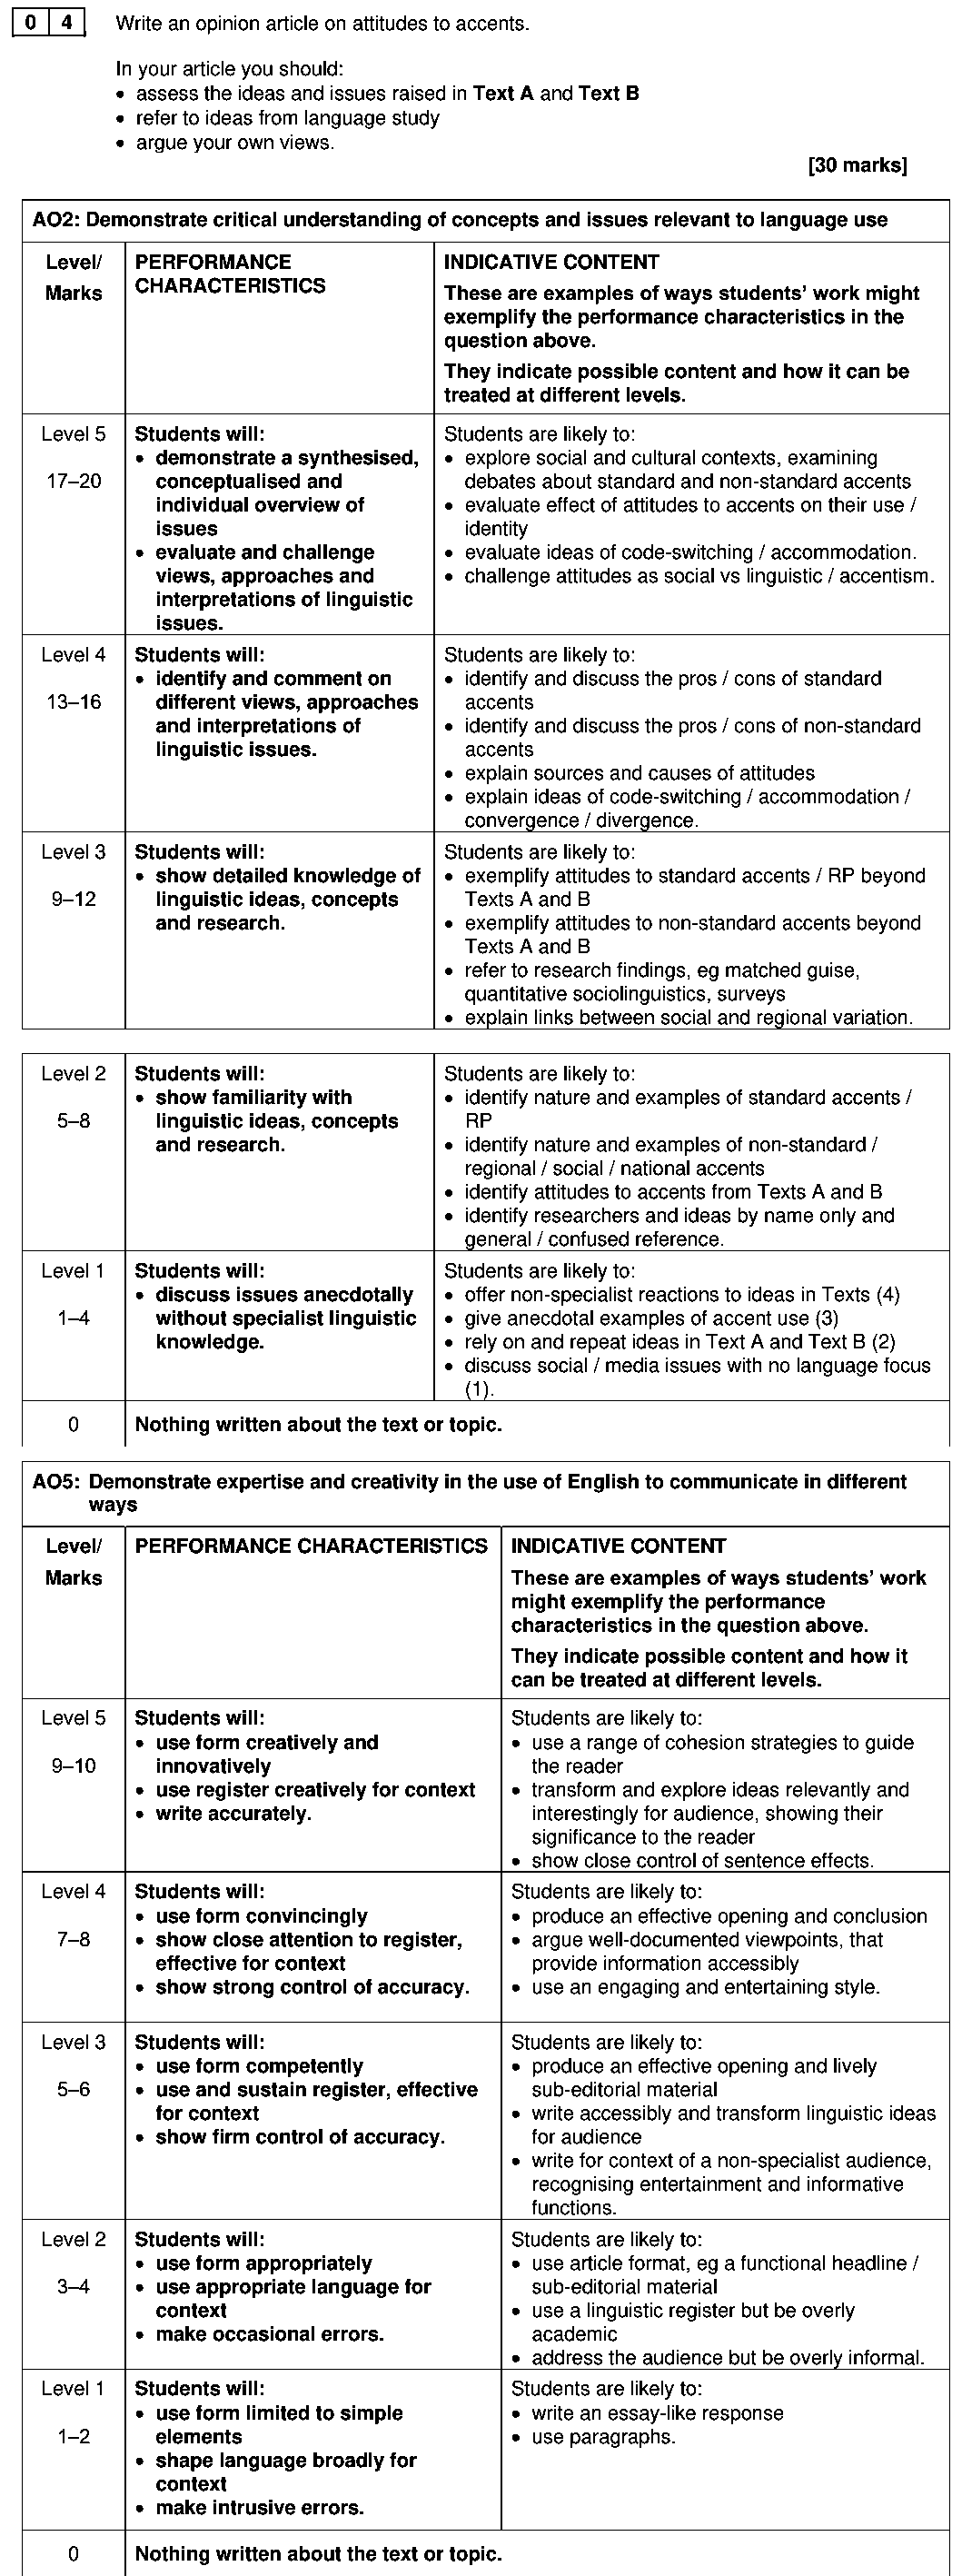 0 4 Write an opinion article on attitudes to accents.
In your article you should:
• assess the ideas and issues raised in Text A and Text B
• refer to ideas from language study
• argue your own views.
[30 marks]
AO2: Demonstrate critical understanding of concepts and issues relevant to language use
Level/
Marks
PERFORMANCE
CHARACTERISTICS
INDICATIVE CONTENT
These are examples of ways students' work might
exemplify the performance characteristics in the
question above.
They indicate possible content and how it can be
treated at different levels.
Level 5
17–20
Students will:
• demonstrate a synthesised,
conceptualised and
individual overview of
issues
• evaluate and challenge
views, approaches and
interpretations of linguistic
issues.
Students are likely to:
• explore social and cultural contexts, examining
debates about standard and non-standard accents
• evaluate effect of attitudes to accents on their use /
identity
• evaluate ideas of code-switching / accommodation.
• challenge attitudes as social vs linguistic / accentism.
Level 4
13–16
Students will:
• identify and comment on
different views, approaches
and interpretations of
linguistic issues.
Students are likely to:
• identify and discuss the pros / cons of standard
accents
• identify and discuss the pros / cons of non-standard
accents
• explain sources and causes of attitudes
• explain ideas of code-switching / accommodation /
convergence / divergence.
Level 3
9–12
Students will:
• show detailed knowledge of
linguistic ideas, concepts
and research.
Students are likely to:
• exemplify attitudes to standard accents / RP beyond
Texts A and B
• exemplify attitudes to non-standard accents beyond
Texts A and B
• refer to research findings, eg matched guise,
quantitative sociolinguistics, surveys
• explain links between social and regional variation.
Level 2
5–8
Students will:
• show familiarity with
linguistic ideas, concepts
and research.
Students are likely to:
• identify nature and examples of standard accents /
RP
• identify nature and examples of non-standard /
regional / social / national accents
• identify attitudes to accents from Texts A and B
• identify researchers and ideas by name only and
general / confused reference.
Level 1
1–4
Students will:
• discuss issues anecdotally
without specialist linguistic
knowledge.
Students are likely to:
• offer non-specialist reactions to ideas in Texts (4)
• give anecdotal examples of accent use (3)
• rely on and repeat ideas in Text A and Text B (2)
• discuss social / media issues with no language focus
(1).
0
Nothing written about the text or topic.
AO5: Demonstrate expertise and creativity in the use of English to communicate in different
ways
Level/
Marks
PERFORMANCE CHARACTERISTICS
INDICATIVE CONTENT
These are examples of ways students' work
might exemplify the performance
characteristics in the question above.
They indicate possible content and how it
can be treated at different levels.
Level 5
9–10
Students will:
• use form creatively and
innovatively
• use register creatively for context
• write accurately.
Students are likely to:
• use a range of cohesion strategies to guide
the reader
• transform and explore ideas relevantly and
interestingly for audience, showing their
significance to the reader
• show close control of sentence effects.
Level 4
7–8
Students will:
• use form convincingly
• show close attention to register,
effective for context
• show strong control of accuracy.
Students are likely to:
• produce an effective opening and conclusion
• argue well-documented viewpoints, that
provide information accessibly
• use an engaging and entertaining style.
Level 3
5–6
Students will:
• use form competently
• use and sustain register, effective
for context
• show firm control of accuracy.
Students are likely to:
• produce an effective opening and lively
sub-editorial material
• write accessibly and transform linguistic ideas
for audience
• write for context of a non-specialist audience,
recognising entertainment and informative
functions.
Level 2
3–4
Students will:
• use form appropriately
• use appropriate language for
context
• make occasional errors.
Students are likely to:
• use article format, eg a functional headline /
sub-editorial material
• use a linguistic register but be overly
academic
• address the audience but be overly informal.
Level 1
1–2
Students will:
• use form limited to simple
elements
• shape language broadly for
context
• make intrusive errors.
Students are likely to:
• write an essay-like response
• use paragraphs.
0
Nothing written about the text or topic.